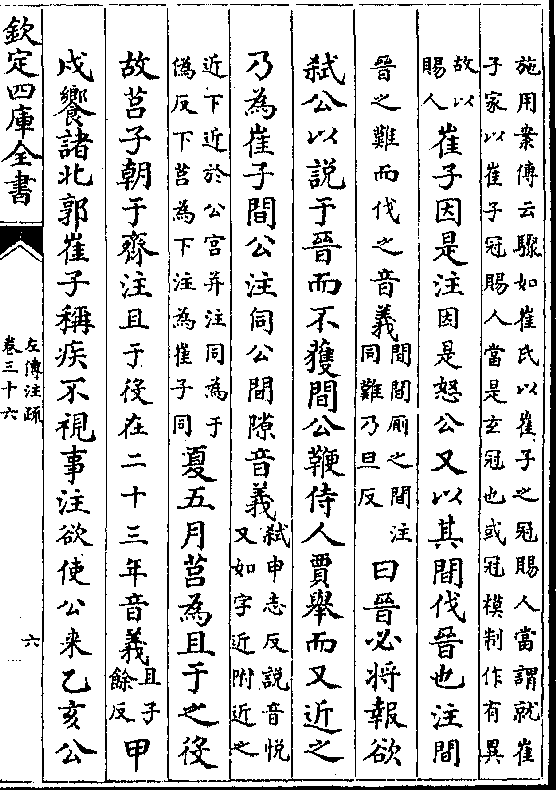 施用案傳云驟如崔氏以崔子之冠賜人當謂就崔
子家以崔子冠賜人當是玄冠也或冠模制作有異
故以賜人崔子因是注因是怒公又以其間伐晉也注間
晉之難而伐之音義間間廁之間注同難乃旦反曰晉必將報欲
弑公以説于晉而不獲間公鞭侍人賈舉而又近之
乃為崔子間公注伺公間隙音義弑申志反説音悦又如字近附近之
近下近於公宮并注同為于偽反下莒為下注為崔子同夏五月莒為且于之役
故莒子朝于齊注且于役在二十三年音義且子餘反甲
戌饗諸北郭崔子稱疾不視事注欲使公来乙亥公
欽定四庫全書
左傳注疏
卷三十六
六